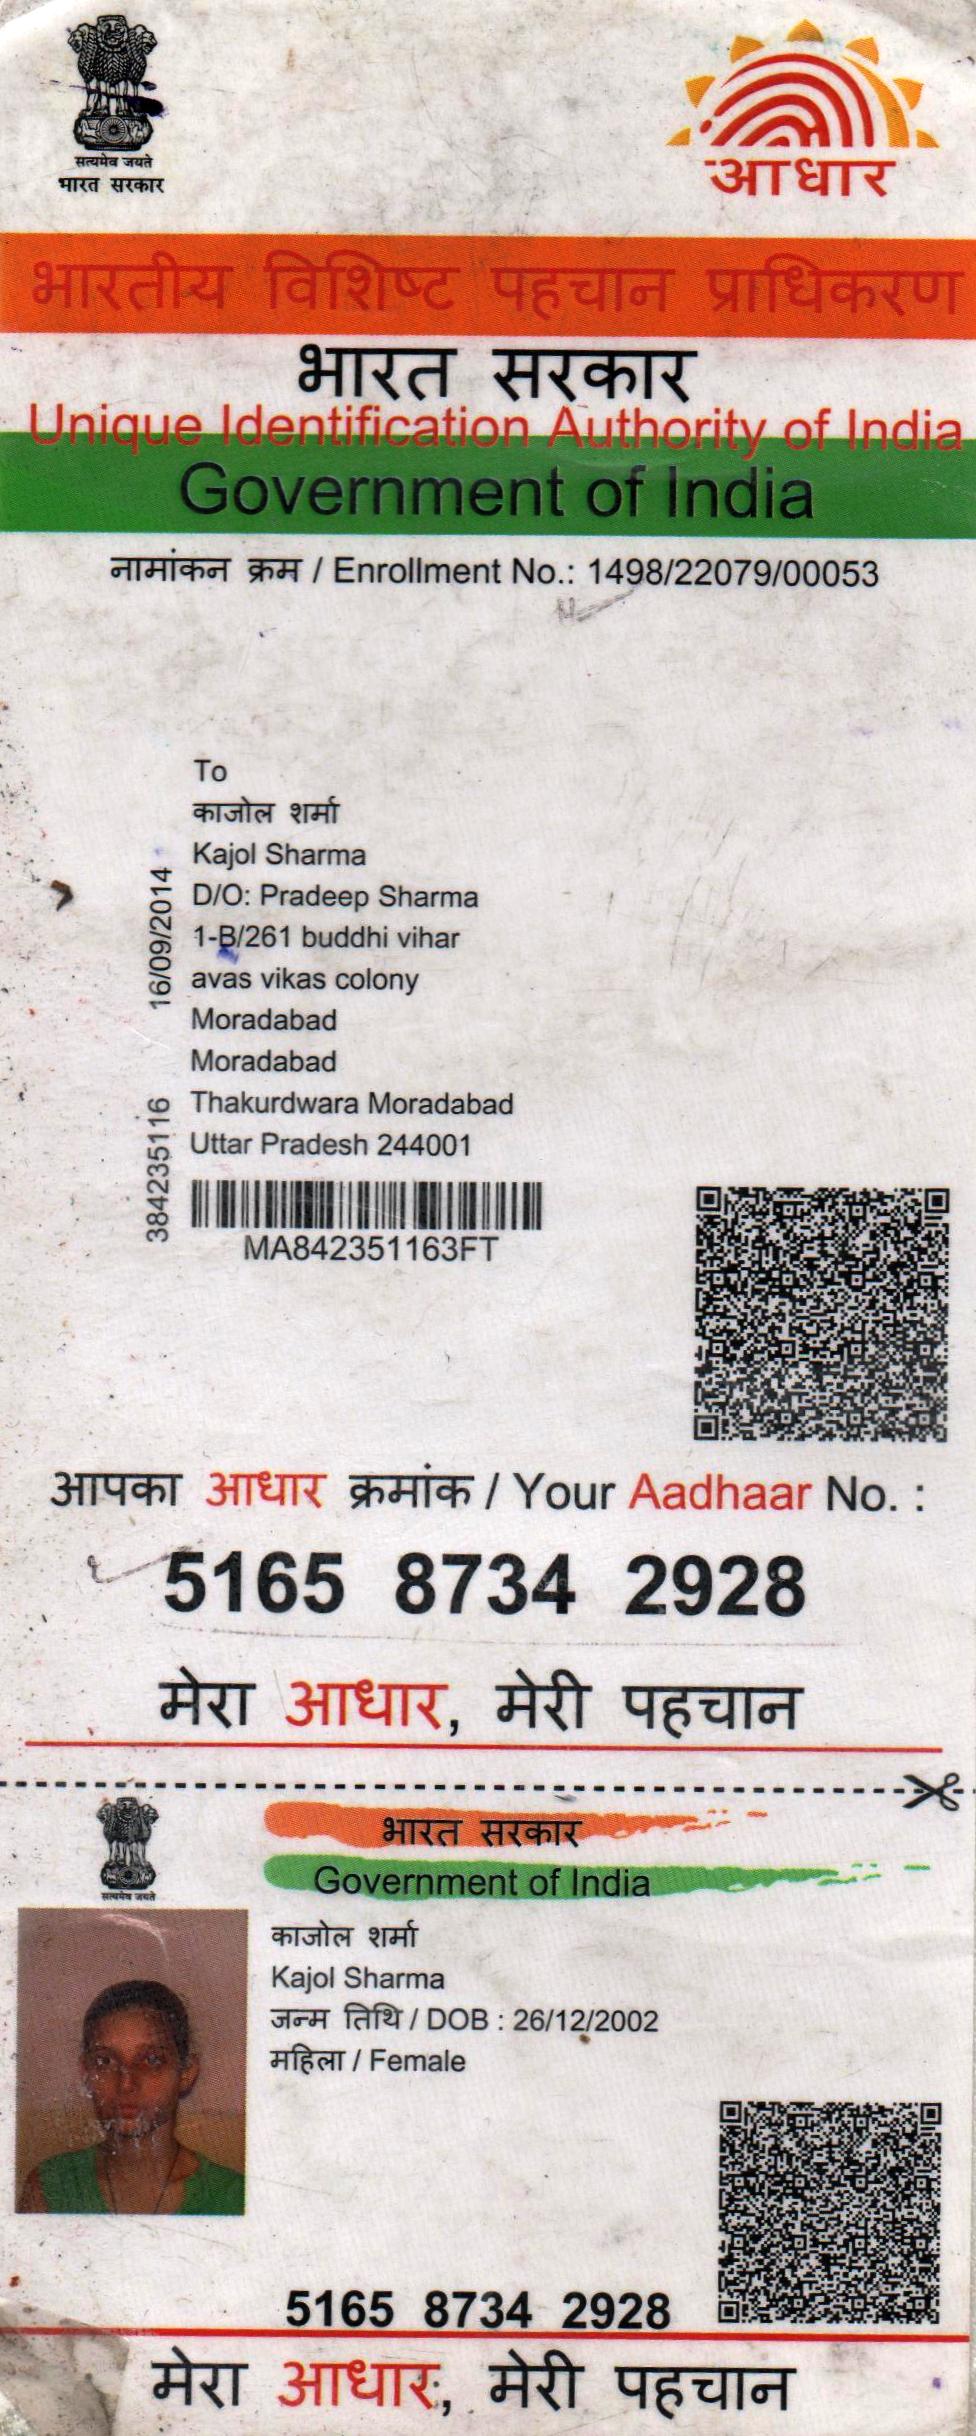 सत्यमेव जयते
भारत सरकार
आधार
भारतीय विशिष्ट पहचान प्राधिकरण
भारत सरकार
Unique Identification Authority of India
Government of India
नामांकन क्रम / Enrollment No.: 1498/22079/00053
To
काजोल शर्मा
Kajol Sharma
D/O: Pradeep Sharma
1-B/261 buddhi vihar
avas vikas colony
Moradabad
Moradabad
Thakurdwara Moradabad
Uttar Pradesh 244001
16/09/2014
384235116
MA842351163FT
आपका आधार क्रमांक / Your Aadhaar No. :
5165 8734 2928
मेरा आधार, मेरी पहचान
सत्यमेव जयते
भारत सरकार
Government of India
काजोल शर्मा
Kajol Sharma
जन्म तिथि / DOB : 26/12/2002
महिला / Female
5165 8734 2928
मेरा आधार, मेरी पहचान